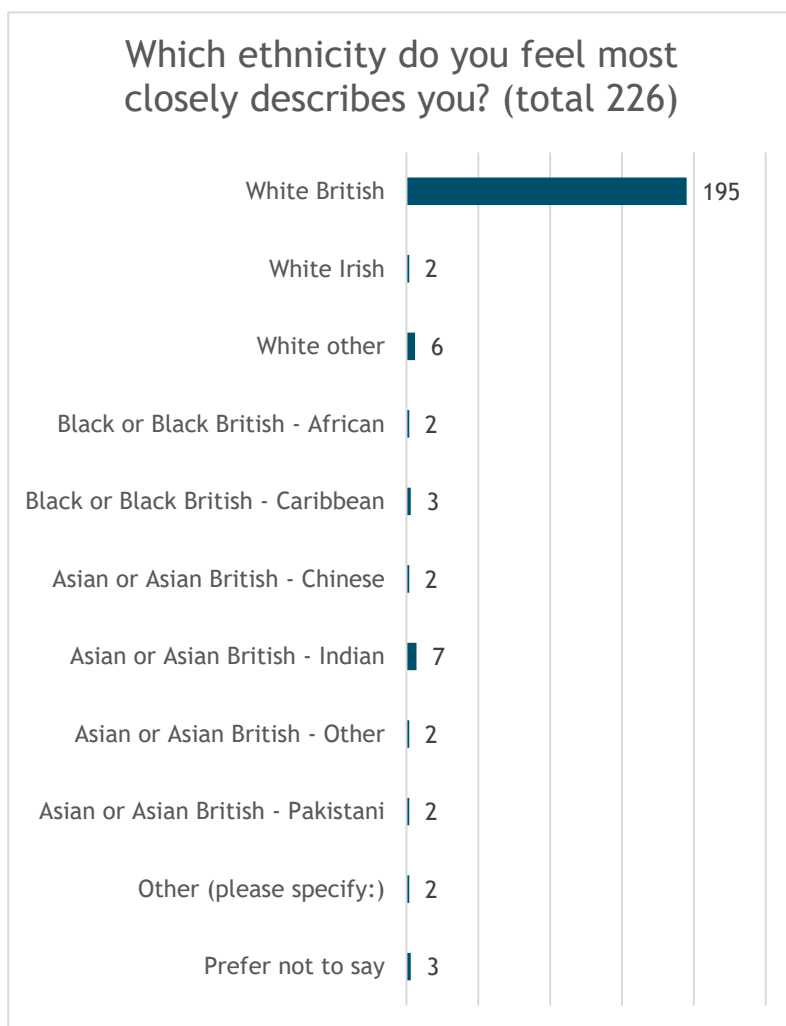 Which ethnicity do you feel most
closely describes you? (total 226)
White British 195
White Irish 2
White other 6
Black or Black British - African 2
Black or Black British - Caribbean 3
Asian or Asian British - Chinese 2
Asian or Asian British - Indian 7
Asian or Asian British - Other 2
Asian or Asian British - Pakistani 2
Other (please specify:) 2
Prefer not to say 3